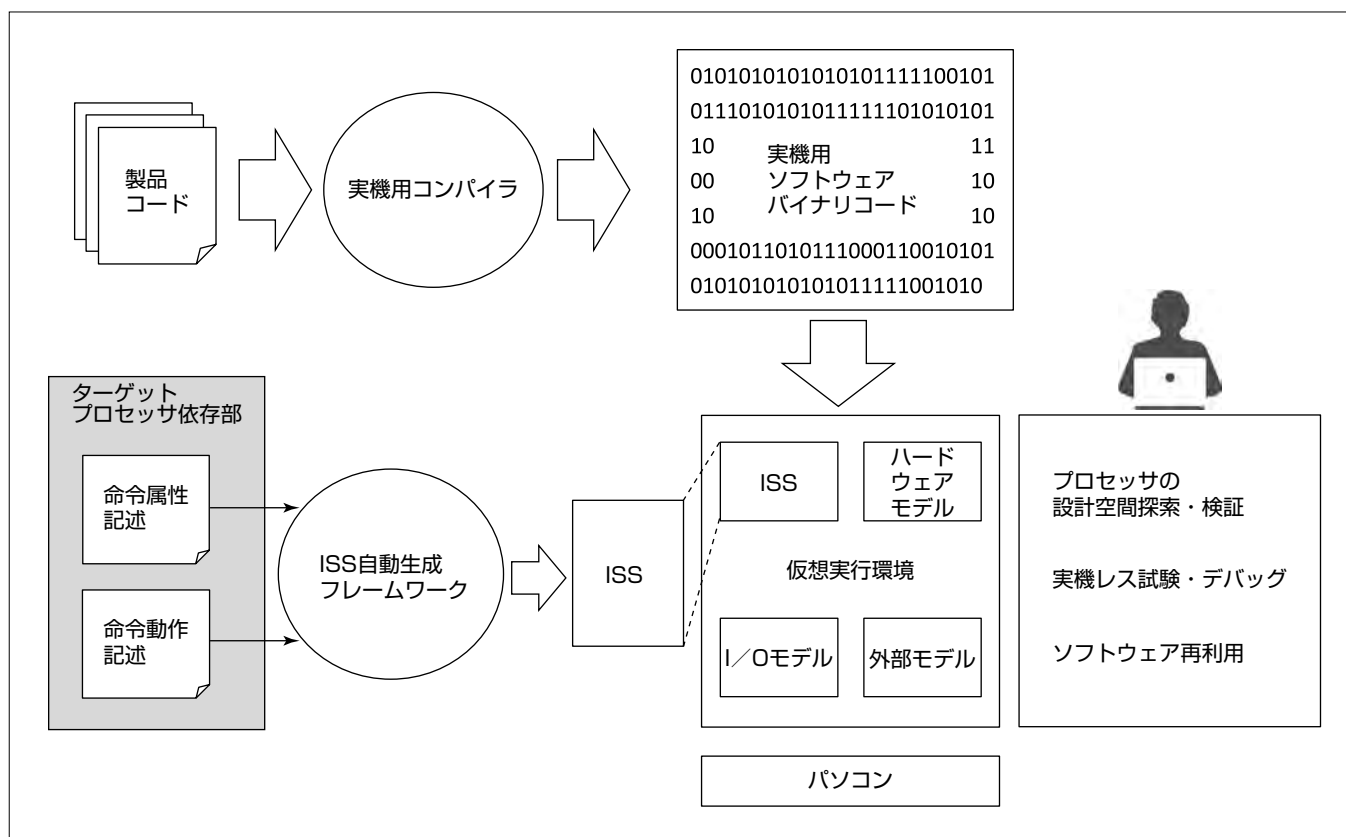 製品
コード
実機用コンパイラ
010101010101010111110​0101
0111010101011111101010101
10
実機用
11
00
ソフトウェア
10
10
バイナリコード
10
0001011010111000110010101
010101010101011111001010
ターゲット
プロセッサ依存部
命令属性
記述
命令動作
記述
ISS自動生成
フレームワーク
ISS
ISS
ハード
ウェア
モデル
仮想実行環境
I／Oモデル
外部モデル
パソコン
プロセッサの
設計空間探索・検証
実機レス試験・デバッグ
ソフトウェア再利用